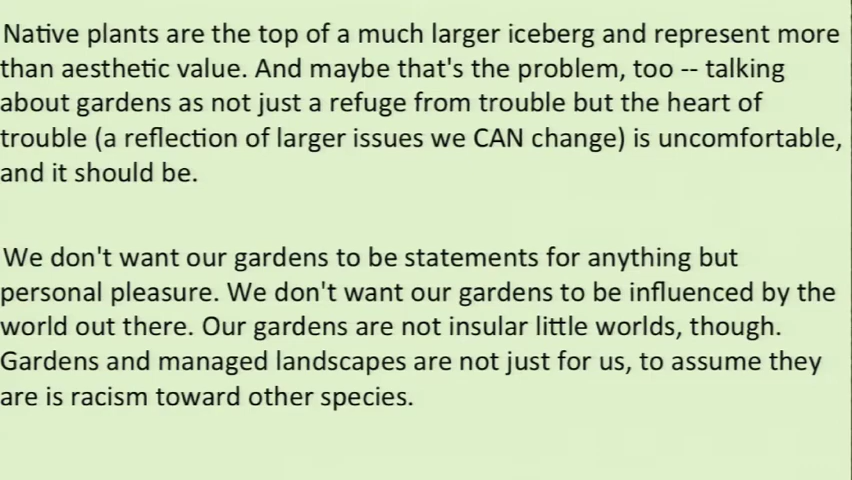 Native plants are the top of a much larger iceberg and represent more
than aesthetic value. And maybe that's the problem, too -- talking
about gardens as not just a refuge from trouble but the heart of
trouble (a reflection of larger issues we CAN change) is uncomfortable,
and it should be.
We don't want our gardens to be statements for anything but
personal pleasure. We don't want our gardens to be influenced by the
world out there. Our gardens are not insular little worlds, though.
Gardens and managed landscapes are not just for us, to assume they
are is racism toward other species.